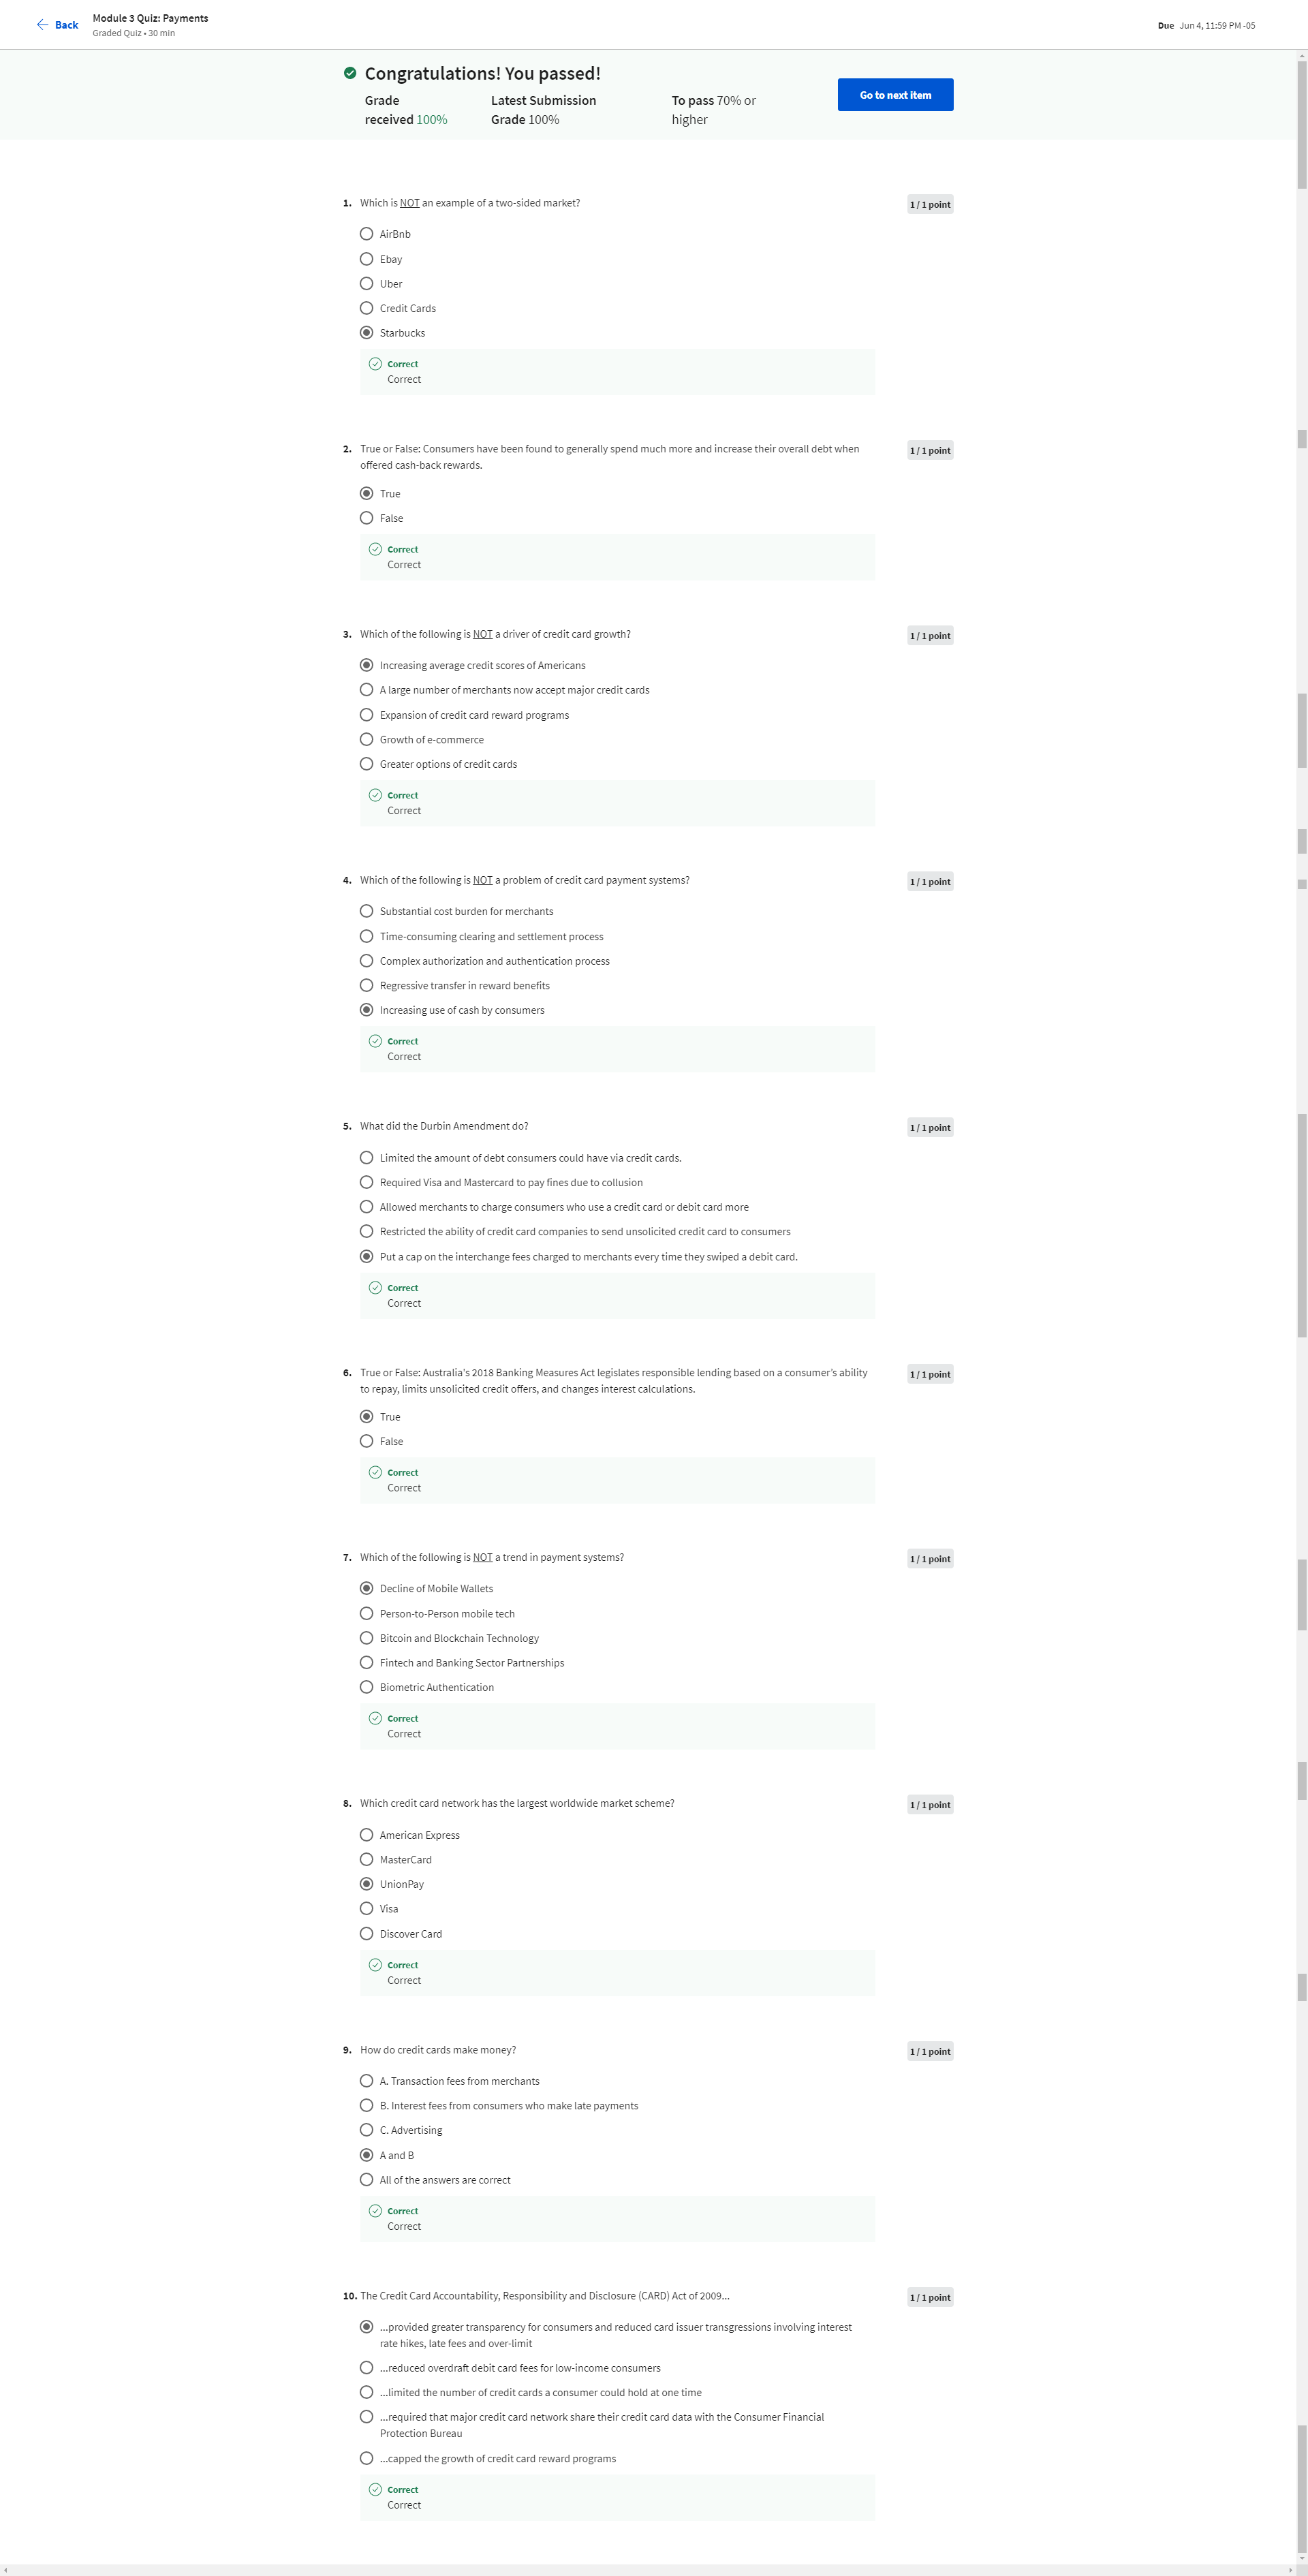 Back
Module 3 Quiz: Payments
Graded Quiz • 30 min
Due Jun 4, 11:59 PM -05
Congratulations! You passed!
Grade received 100%
Latest Submission Grade 100%
To pass 70% or higher
Go to next item
1. Which is NOT an example of a two-sided market?
1 / 1 point
AirBnb
Ebay
Uber
Credit Cards
Starbucks
Correct
Correct
2. True or False: Consumers have been found to generally spend much more and increase their overall debt when
offered cash-back rewards.
1 / 1 point
True
False
Correct
Correct
3. Which of the following is NOT a driver of credit card growth?
1 / 1 point
Increasing average credit scores of Americans
A large number of merchants now accept major credit cards
Expansion of credit card reward programs
Growth of e-commerce
Greater options of credit cards
Correct
Correct
4. Which of the following is NOT a problem of credit card payment systems?
1 / 1 point
Substantial cost burden for merchants
Time-consuming clearing and settlement process
Complex authorization and authentication process
Regressive transfer in reward benefits
Increasing use of cash by consumers
Correct
Correct
5. What did the Durbin Amendment do?
1 / 1 point
Limited the amount of debt consumers could have via credit cards.
Required Visa and Mastercard to pay fines due to collusion
Allowed merchants to charge consumers who use a credit card or debit card more
Restricted the ability of credit card companies to send unsolicited credit card to consumers
Put a cap on the interchange fees charged to merchants every time they swiped a debit card.
Correct
Correct
6. True or False: Australia's 2018 Banking Measures Act legislates responsible lending based on a consumer's ability
to repay, limits unsolicited credit offers, and changes interest calculations.
1 / 1 point
True
False
Correct
Correct
7. Which of the following is NOT a trend in payment systems?
1 / 1 point
Decline of Mobile Wallets
Person-to-Person mobile tech
Bitcoin and Blockchain Technology
Fintech and Banking Sector Partnerships
Biometric Authentication
Correct
Correct
8. Which credit card network has the largest worldwide market scheme?
1 / 1 point
American Express
MasterCard
UnionPay
Visa
Discover Card
Correct
Correct
9. How do credit cards make money?
1 / 1 point
A. Transaction fees from merchants
B. Interest fees from consumers who make late payments
C. Advertising
A and B
All of the answers are correct
Correct
Correct
10. The Credit Card Accountability, Responsibility and Disclosure (CARD) Act of 2009...
1 / 1 point
...provided greater transparency for consumers and reduced card issuer transgressions involving interest
rate hikes, late fees and over-limit
...reduced overdraft debit card fees for low-income consumers
...limited the number of credit cards a consumer could hold at one time
...required that major credit card network share their credit card data with the Consumer Financial
Protection Bureau
...capped the growth of credit card reward programs
Correct
Correct